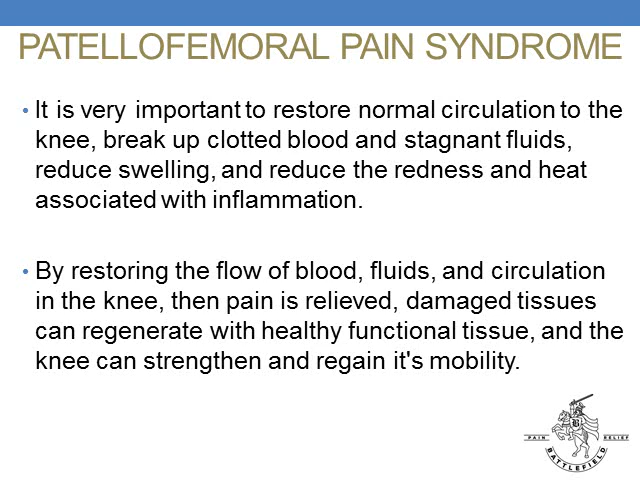 PATELLOFEMORAL PAIN SYNDROME
• It is very important to restore normal circulation to the
knee, break up clotted blood and stagnant fluids,
reduce swelling, and reduce the redness and heat
associated with inflammation.
• By restoring the flow of blood, fluids, and circulation
in the knee, then pain is relieved, damaged tissues
can regenerate with healthy functional tissue, and the
knee can strengthen and regain it's mobility.
B
PAIN RELIEF
BATTLEFIELD